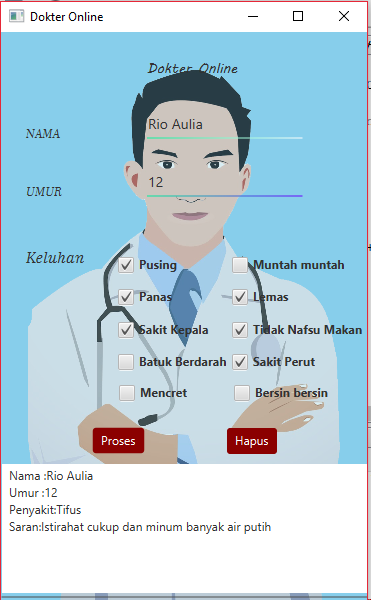 Dokter Online
Dokter Online
NAMA
Rio Aulia
UMUR
12
Keluhan
Pusing
Muntah muntah
Panas
Lemas
Sakit Kepala
Tidak Nafsu Makan
Batuk Berdarah
Sakit Perut
Mencret
Bersin bersin
Proses
Hapus
Nama :Rio Aulia
Umur :12
Penyakit:Tifus
Saran:Istirahat cukup dan minum banyak air putih